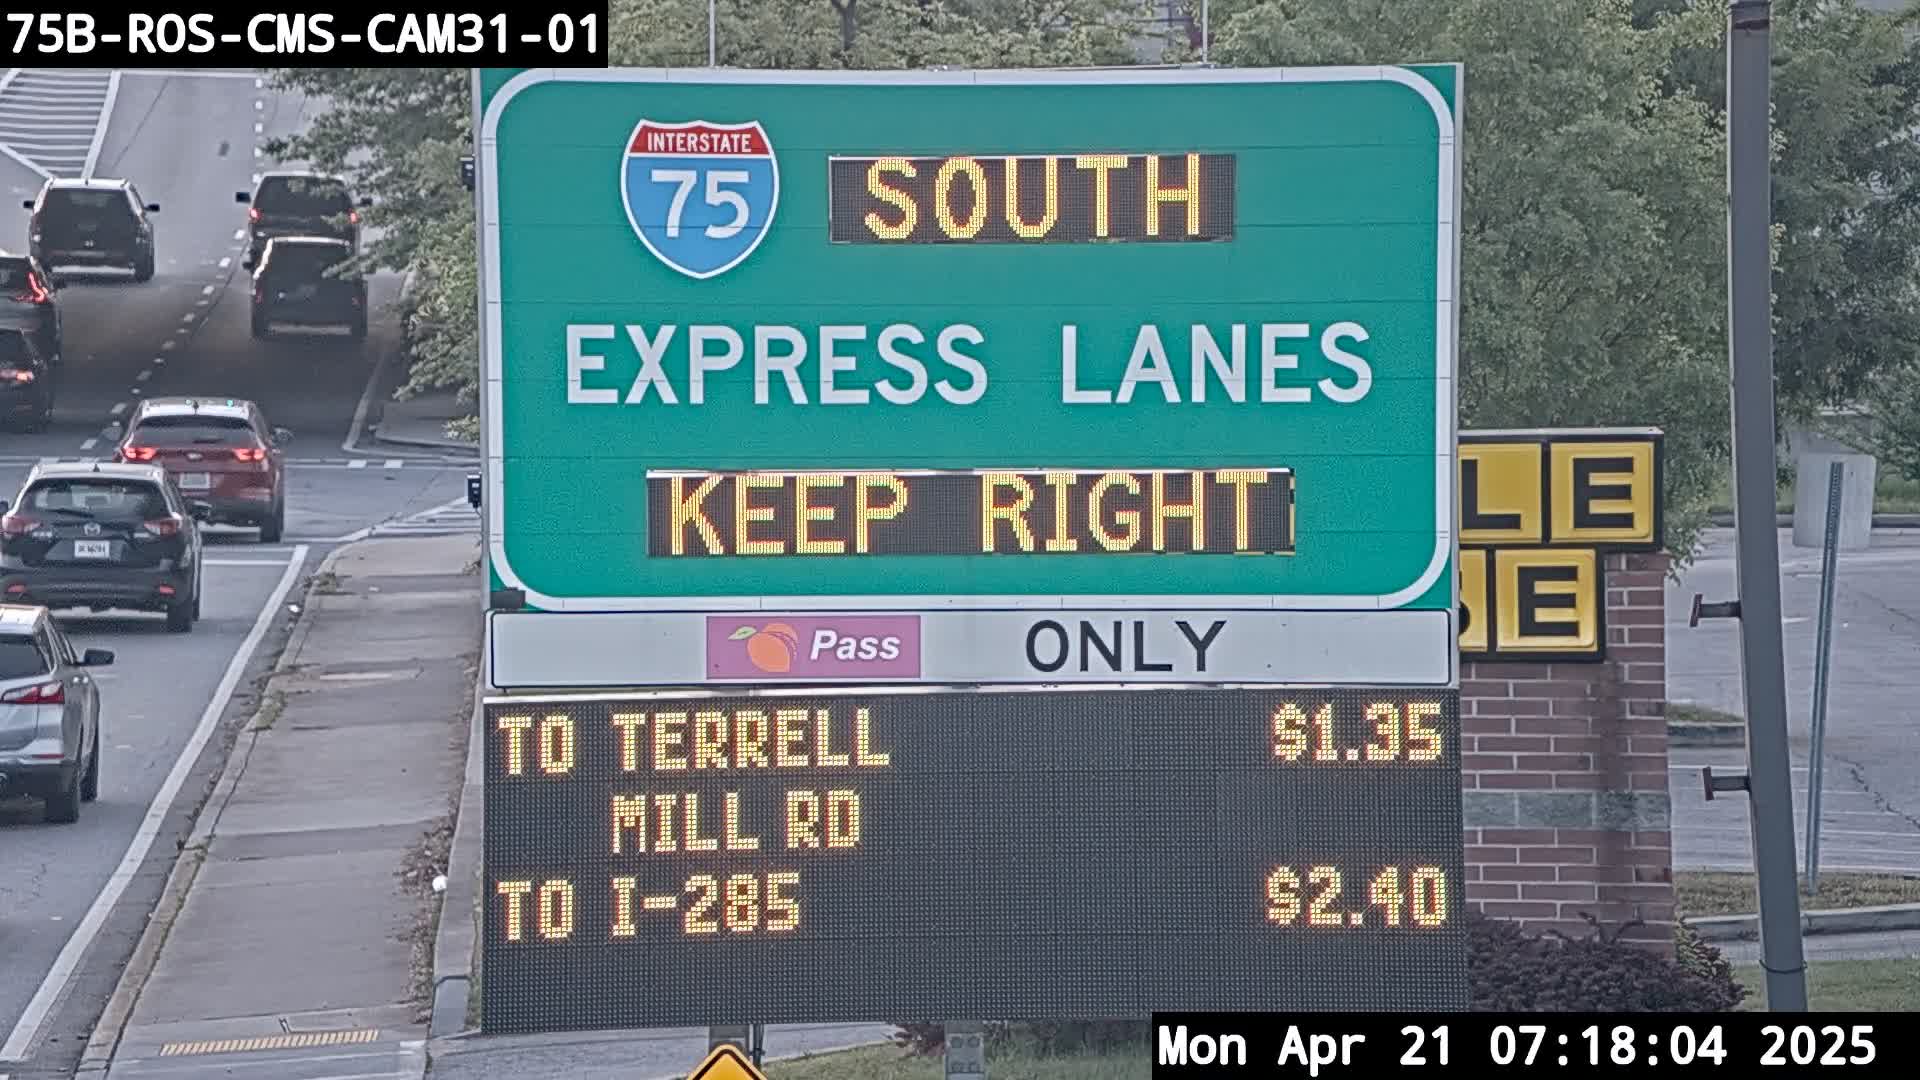 75B-ROS-CMS-CAM31-01
INTERSTATE
75
SOUTH
EXPRESS LANES
KEEP RIGHT
Pass ONLY
TO TERRELL $1.35
MILL RD
TO I-285 $2.40
LE
E
Mon Apr 21 07:18:04 2025